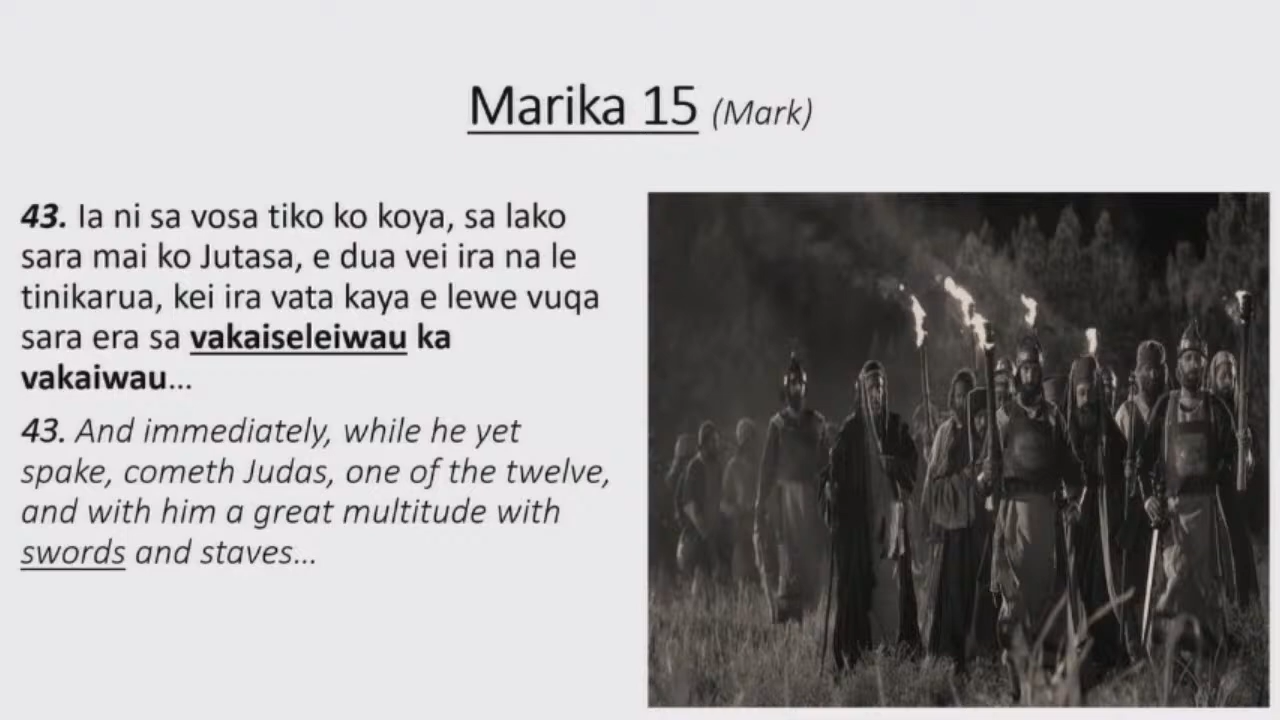 Marika 15 (Mark)
43. Ia ni sa vosa tiko ko koya, sa lako
sara mai ko Jutasa, e dua vei ira na le
tinikarua, kei ira vata kaya e lewe vuqa
sara era sa vakaiseleiwau ka
vakaiwau...
43. And immediately, while he yet
spake, cometh Judas, one of the twelve,
and with him a great multitude with
swords and staves...